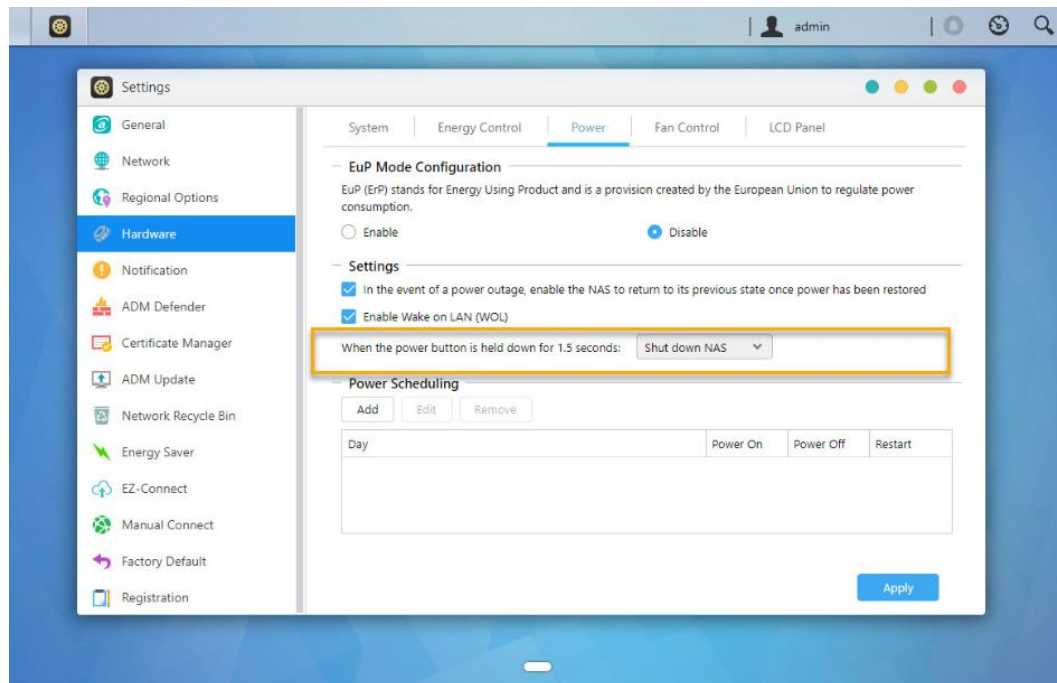 admin
Settings
General
Network
Regional Options
Hardware
Notification
ADM Defender
Certificate Manager
ADM Update
Network Recycle Bin
Energy Saver
EZ-Connect
Manual Connect
Factory Default
Registration
System Energy Control Power Fan Control LCD Panel
EuP Mode Configuration
EuP (ErP) stands for Energy Using Product and is a provision created by the European Union to regulate power
consumption.
Enable Disable
Settings
In the event of a power outage, enable the NAS to return to its previous state once power has been restored
Enable Wake on LAN (WOL)
When the power button is held down for 1.5 seconds: Shut down NAS
Power Scheduling
Add Edit Remove
Day Power On Power Off Restart
Apply